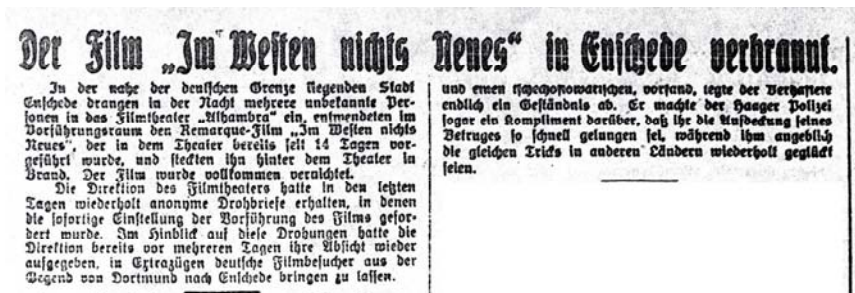 Der Film „Im Westen nichts Neues“ in Enschede verbrannt.
In der nahe der deutschen Grenze liegenden Stadt
Enschede drangen in der Nacht mehrere unbekannte Per-
sonen in das Filmtheater „Alhambra“ ein, entwendeten im
Vorführungsraum den Remarque-Film „Im Westen nichts
Neues“, der in dem Theater bereits seit 14 Tagen vor-
geführt wurde, und steckten ihn hinter dem Theater in
Brand. Der Film wurde vollkommen vernichtet.
Die Direktion des Filmtheaters hatte in den letzten
Tagen wiederholt anonyme Drohbriefe erhalten, in denen
die sofortige Einstellung der Vorführung des Films gefor-
dert wurde. Im Hinblick auf diese Drohungen hatte die
Direktion bereits vor mehreren Tagen ihre Absicht wieder
aufgegeben, in Extrazügen deutsche Filmbesucher aus der
Gegend von Dortmund nach Enschede bringen zu lassen.
und einen tschechoslowakischen, vorfand, legte der Verhaftete
endlich ein Geständnis ab. Er machte der Haager Polizei
sogar ein Kompliment darüber, daß ihr die Aufdeckung seines
Betruges so schnell gelungen sei, während ihm angeblich
die gleichen Tricks in anderen Ländern wiederholt geglückt
seien.